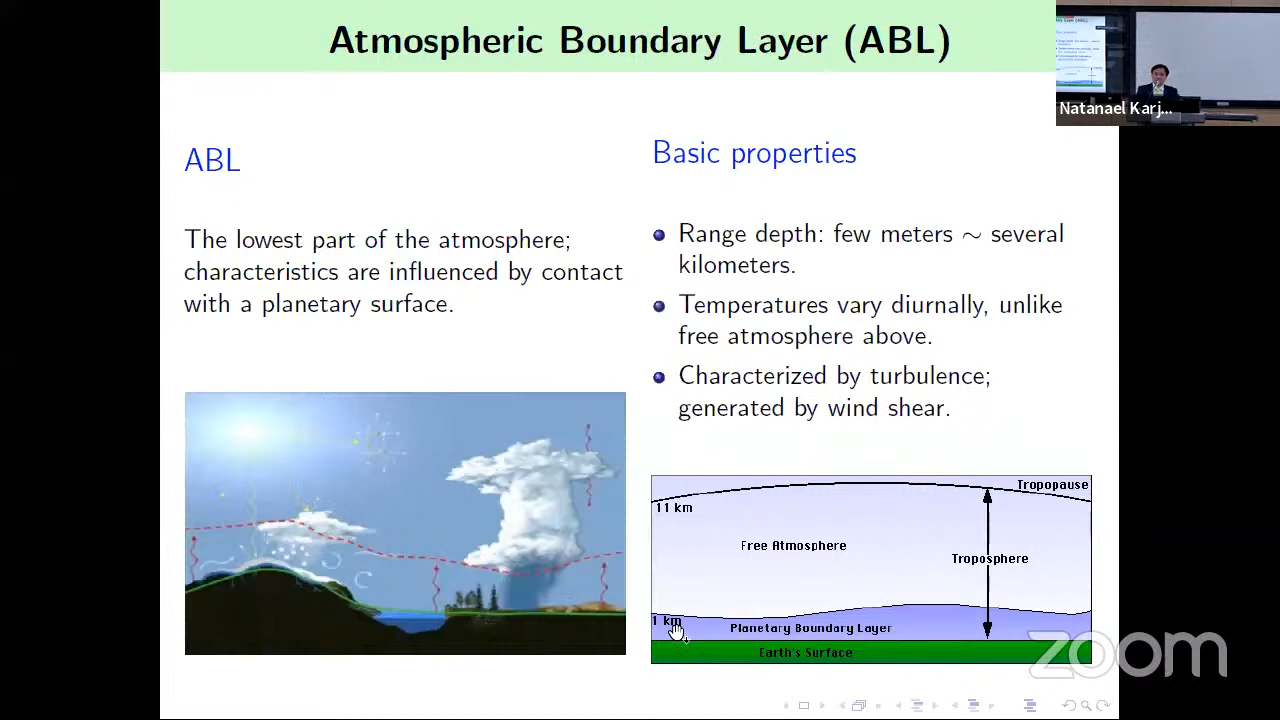 Atmospheric Boundary Layer (ABL)
Natanael Karj...
ABL
The lowest part of the atmosphere;
characteristics are influenced by contact
with a planetary surface.
Basic properties
Range depth: few meters ∼ several
kilometers.
Temperatures vary diurnally, unlike
free atmosphere above.
Characterized by turbulence;
generated by wind shear.
Tropopause
11 km
Free Atmosphere
Troposphere
1 km
Planetary Boundary Layer
Earth's Surface
zoom